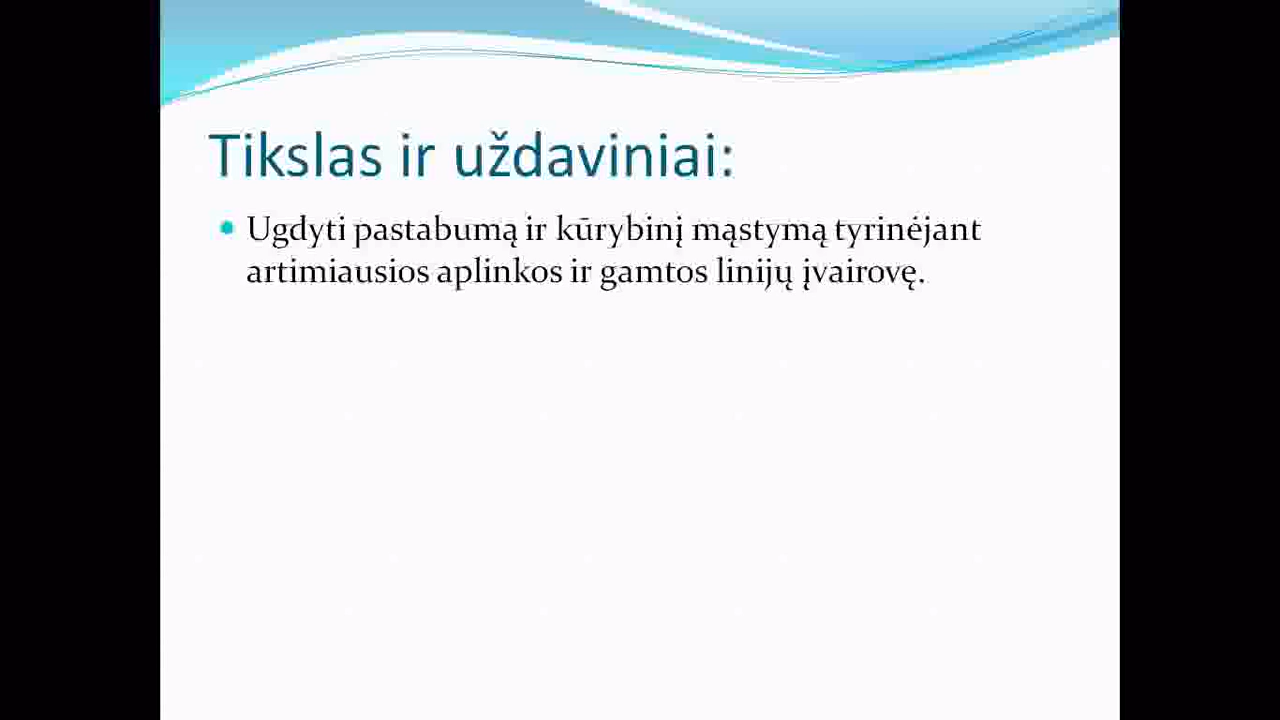 Tikslas ir uždaviniai:
Ugdyti pastabumą ir kūrybinį mąstymą tyrinėjant
artimiausios aplinkos ir gamtos linijų įvairovę.